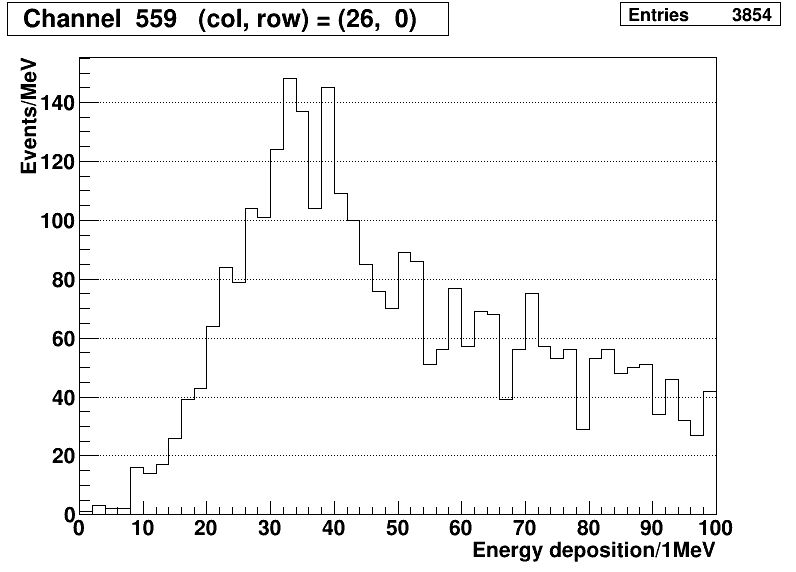 Channel 559 (col, row) = (26, 0)
Entries 3854
Events/MeV
140
120
100
80
60
40
20
0
0 10 20 30 40 50 60 70 80 90 100
Energy deposition/1MeV